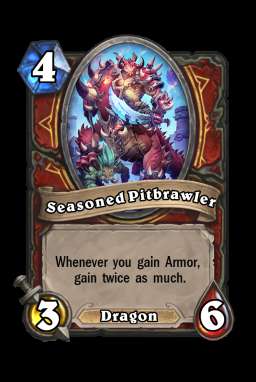 4
Seasoned Pitbrawler
Whenever you gain Armor,
gain twice as much.
3
Dragon
6